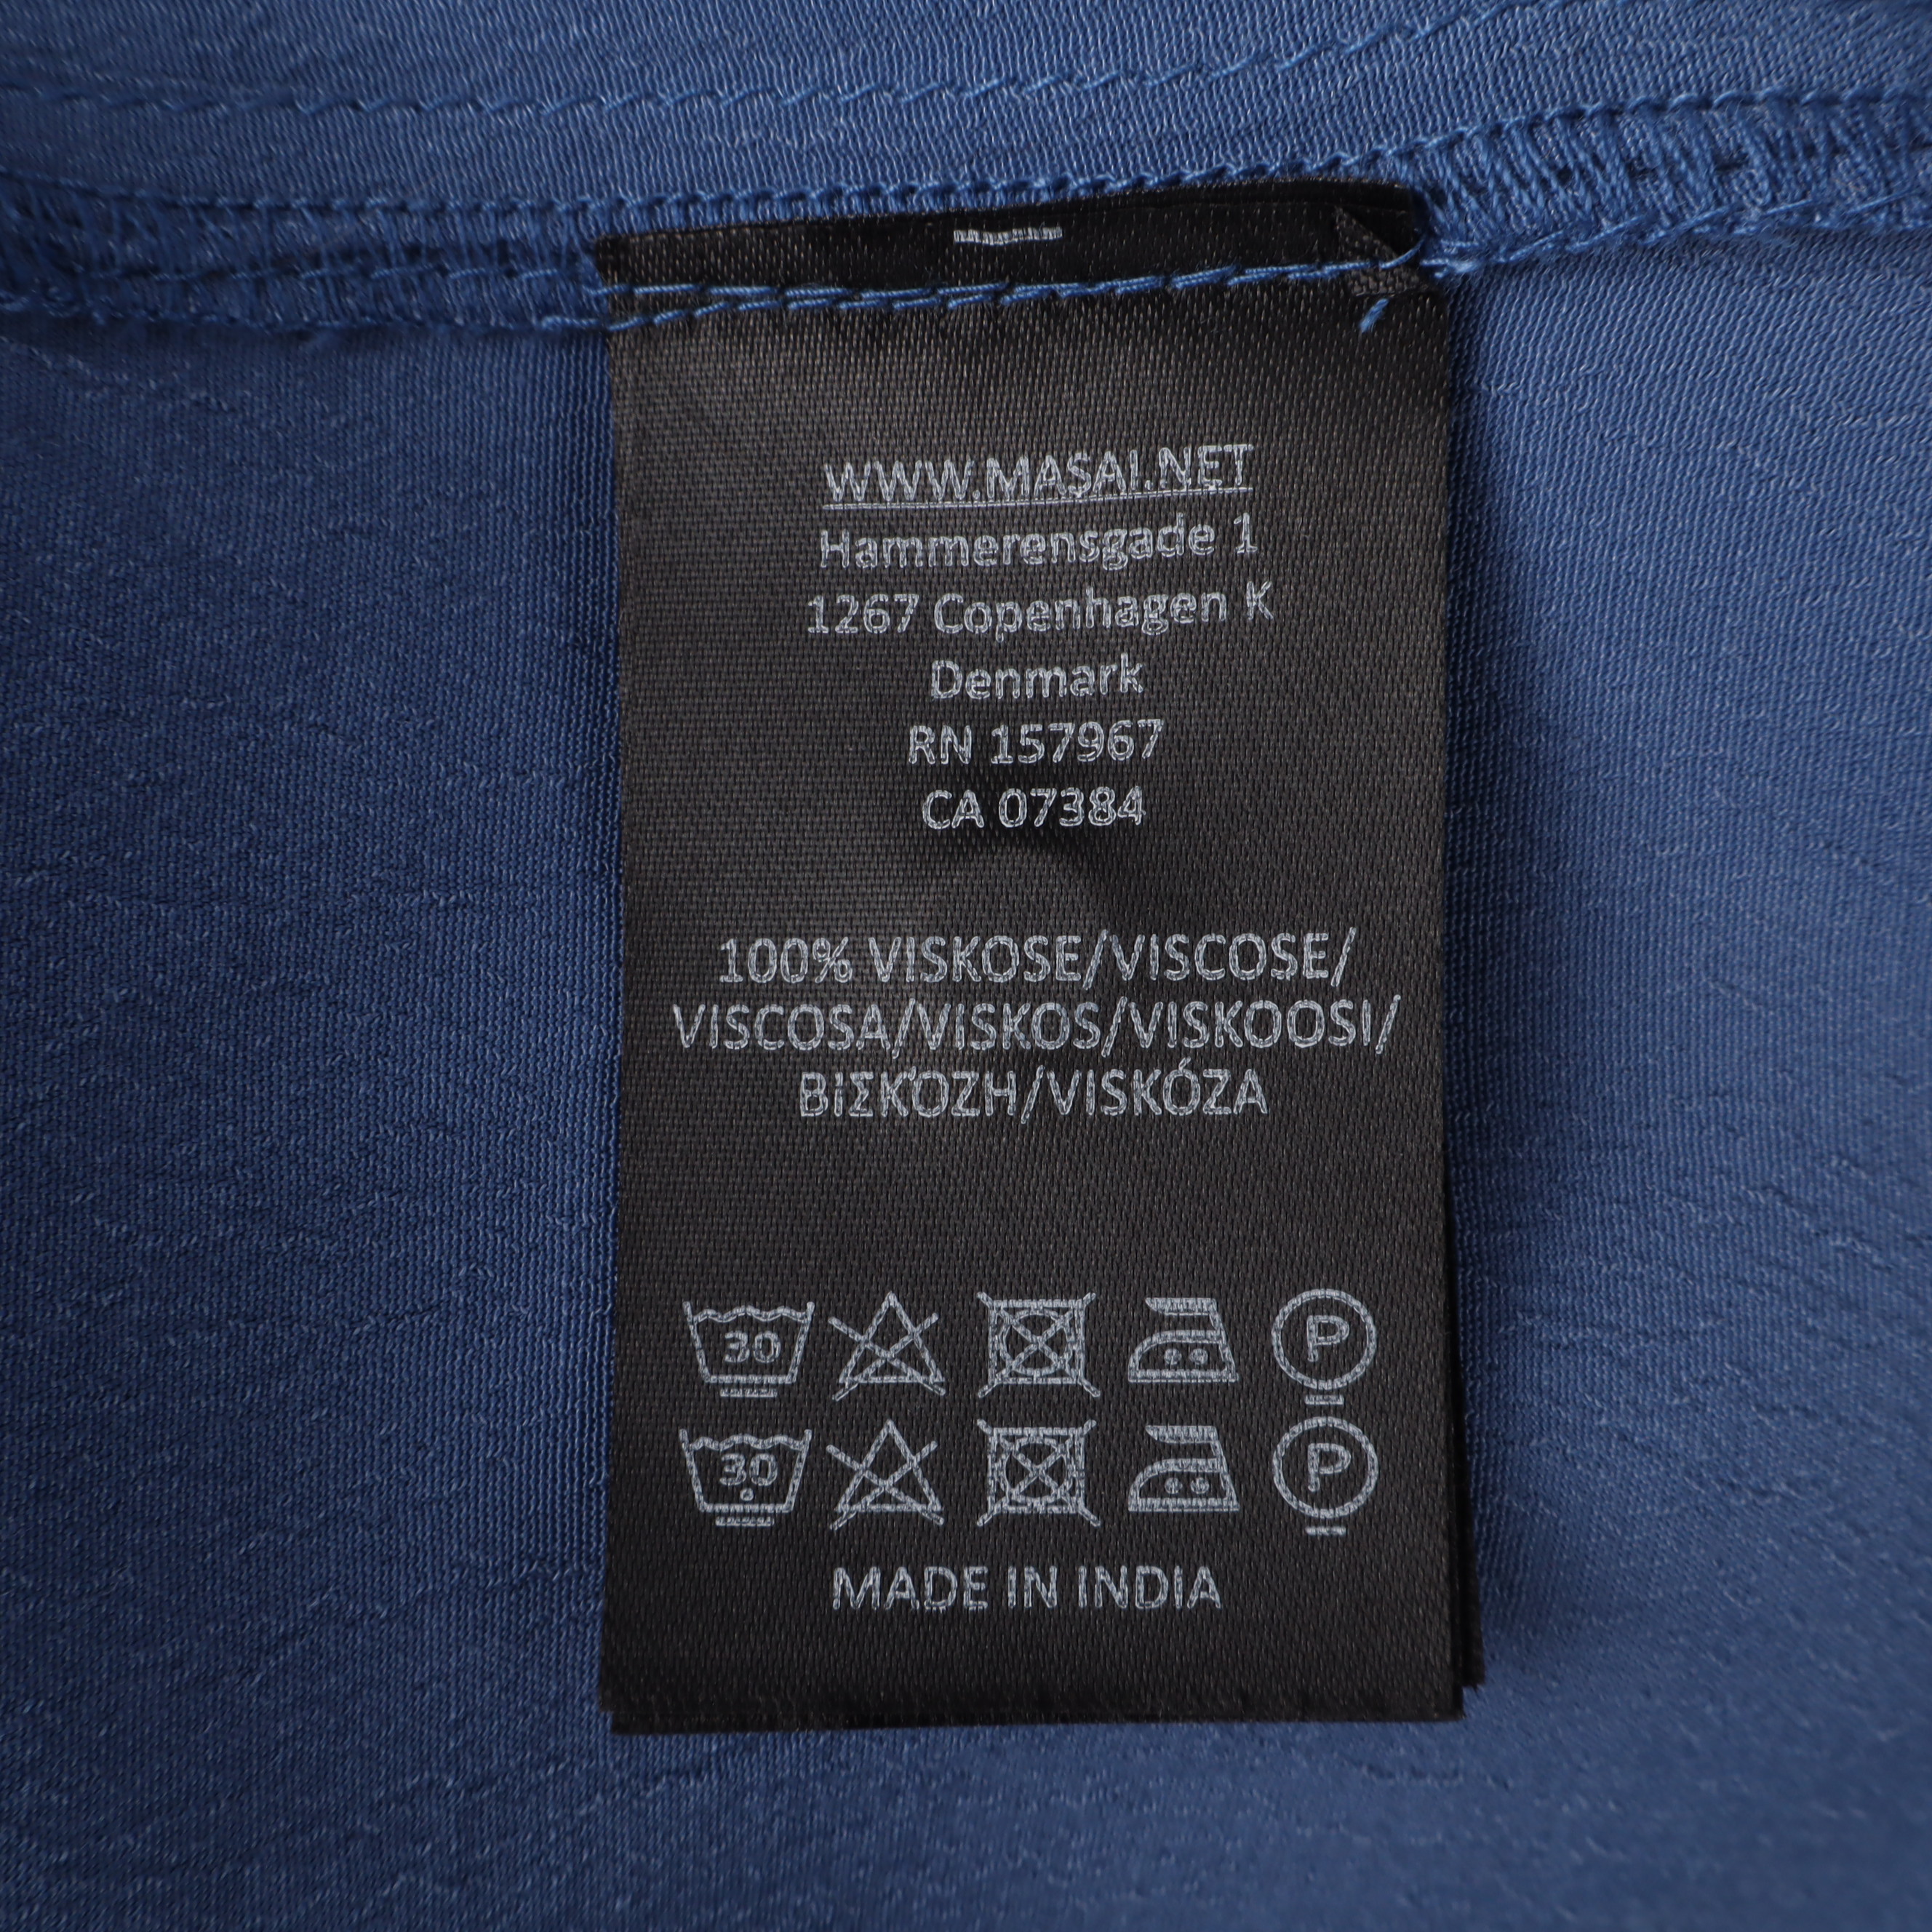 WWW.MASAI.NET
Hammerensgade 1
1267 Copenhagen K
Denmark
RN 157967
CA 07384
100% VISKOSE/VISCOSE/
VISCOSA/VISKOS/VISKOOSI/
ΒΙΣΚΌΖΗ/VISKÓZA
30 P
30 P
MADE IN INDIA